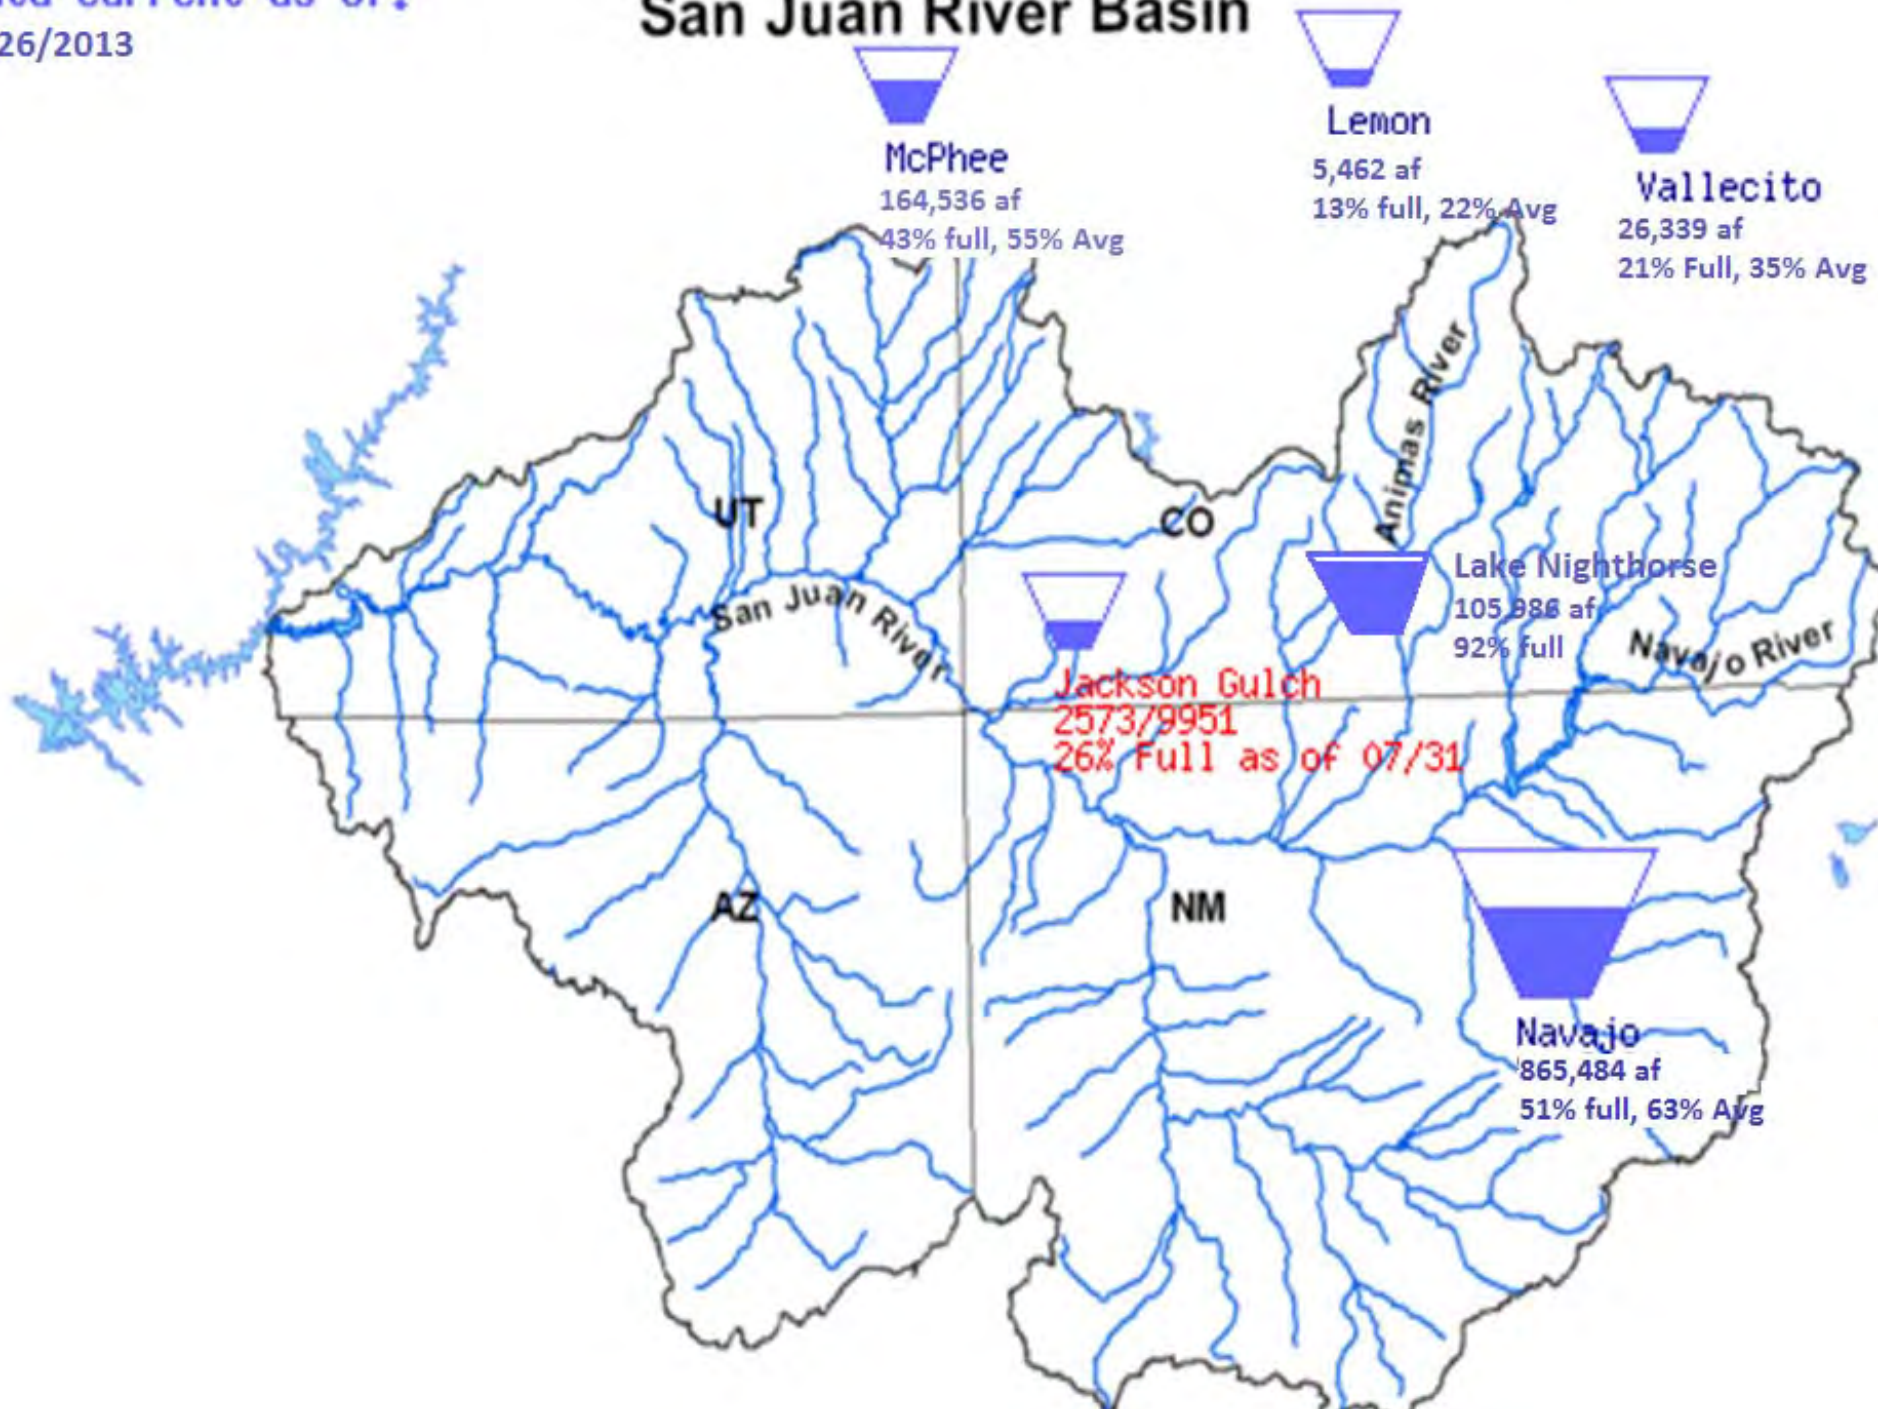 San Juan River Basin
26/2013
McPhee
164,536 af
43% full, 55% Avg
Lemon
5,462 af
13% full, 22% Avg
Vallecito
26,339 af
21% Full, 35% Avg
Animas River
UT
CO
San Juan River
Lake Nighthorse
105,986 af
92% full
Navajo River
Jackson Gulch
2573/9951
26% Full as of 07/31
AZ
NM
Navajo
865,484 af
51% full, 63% Avg